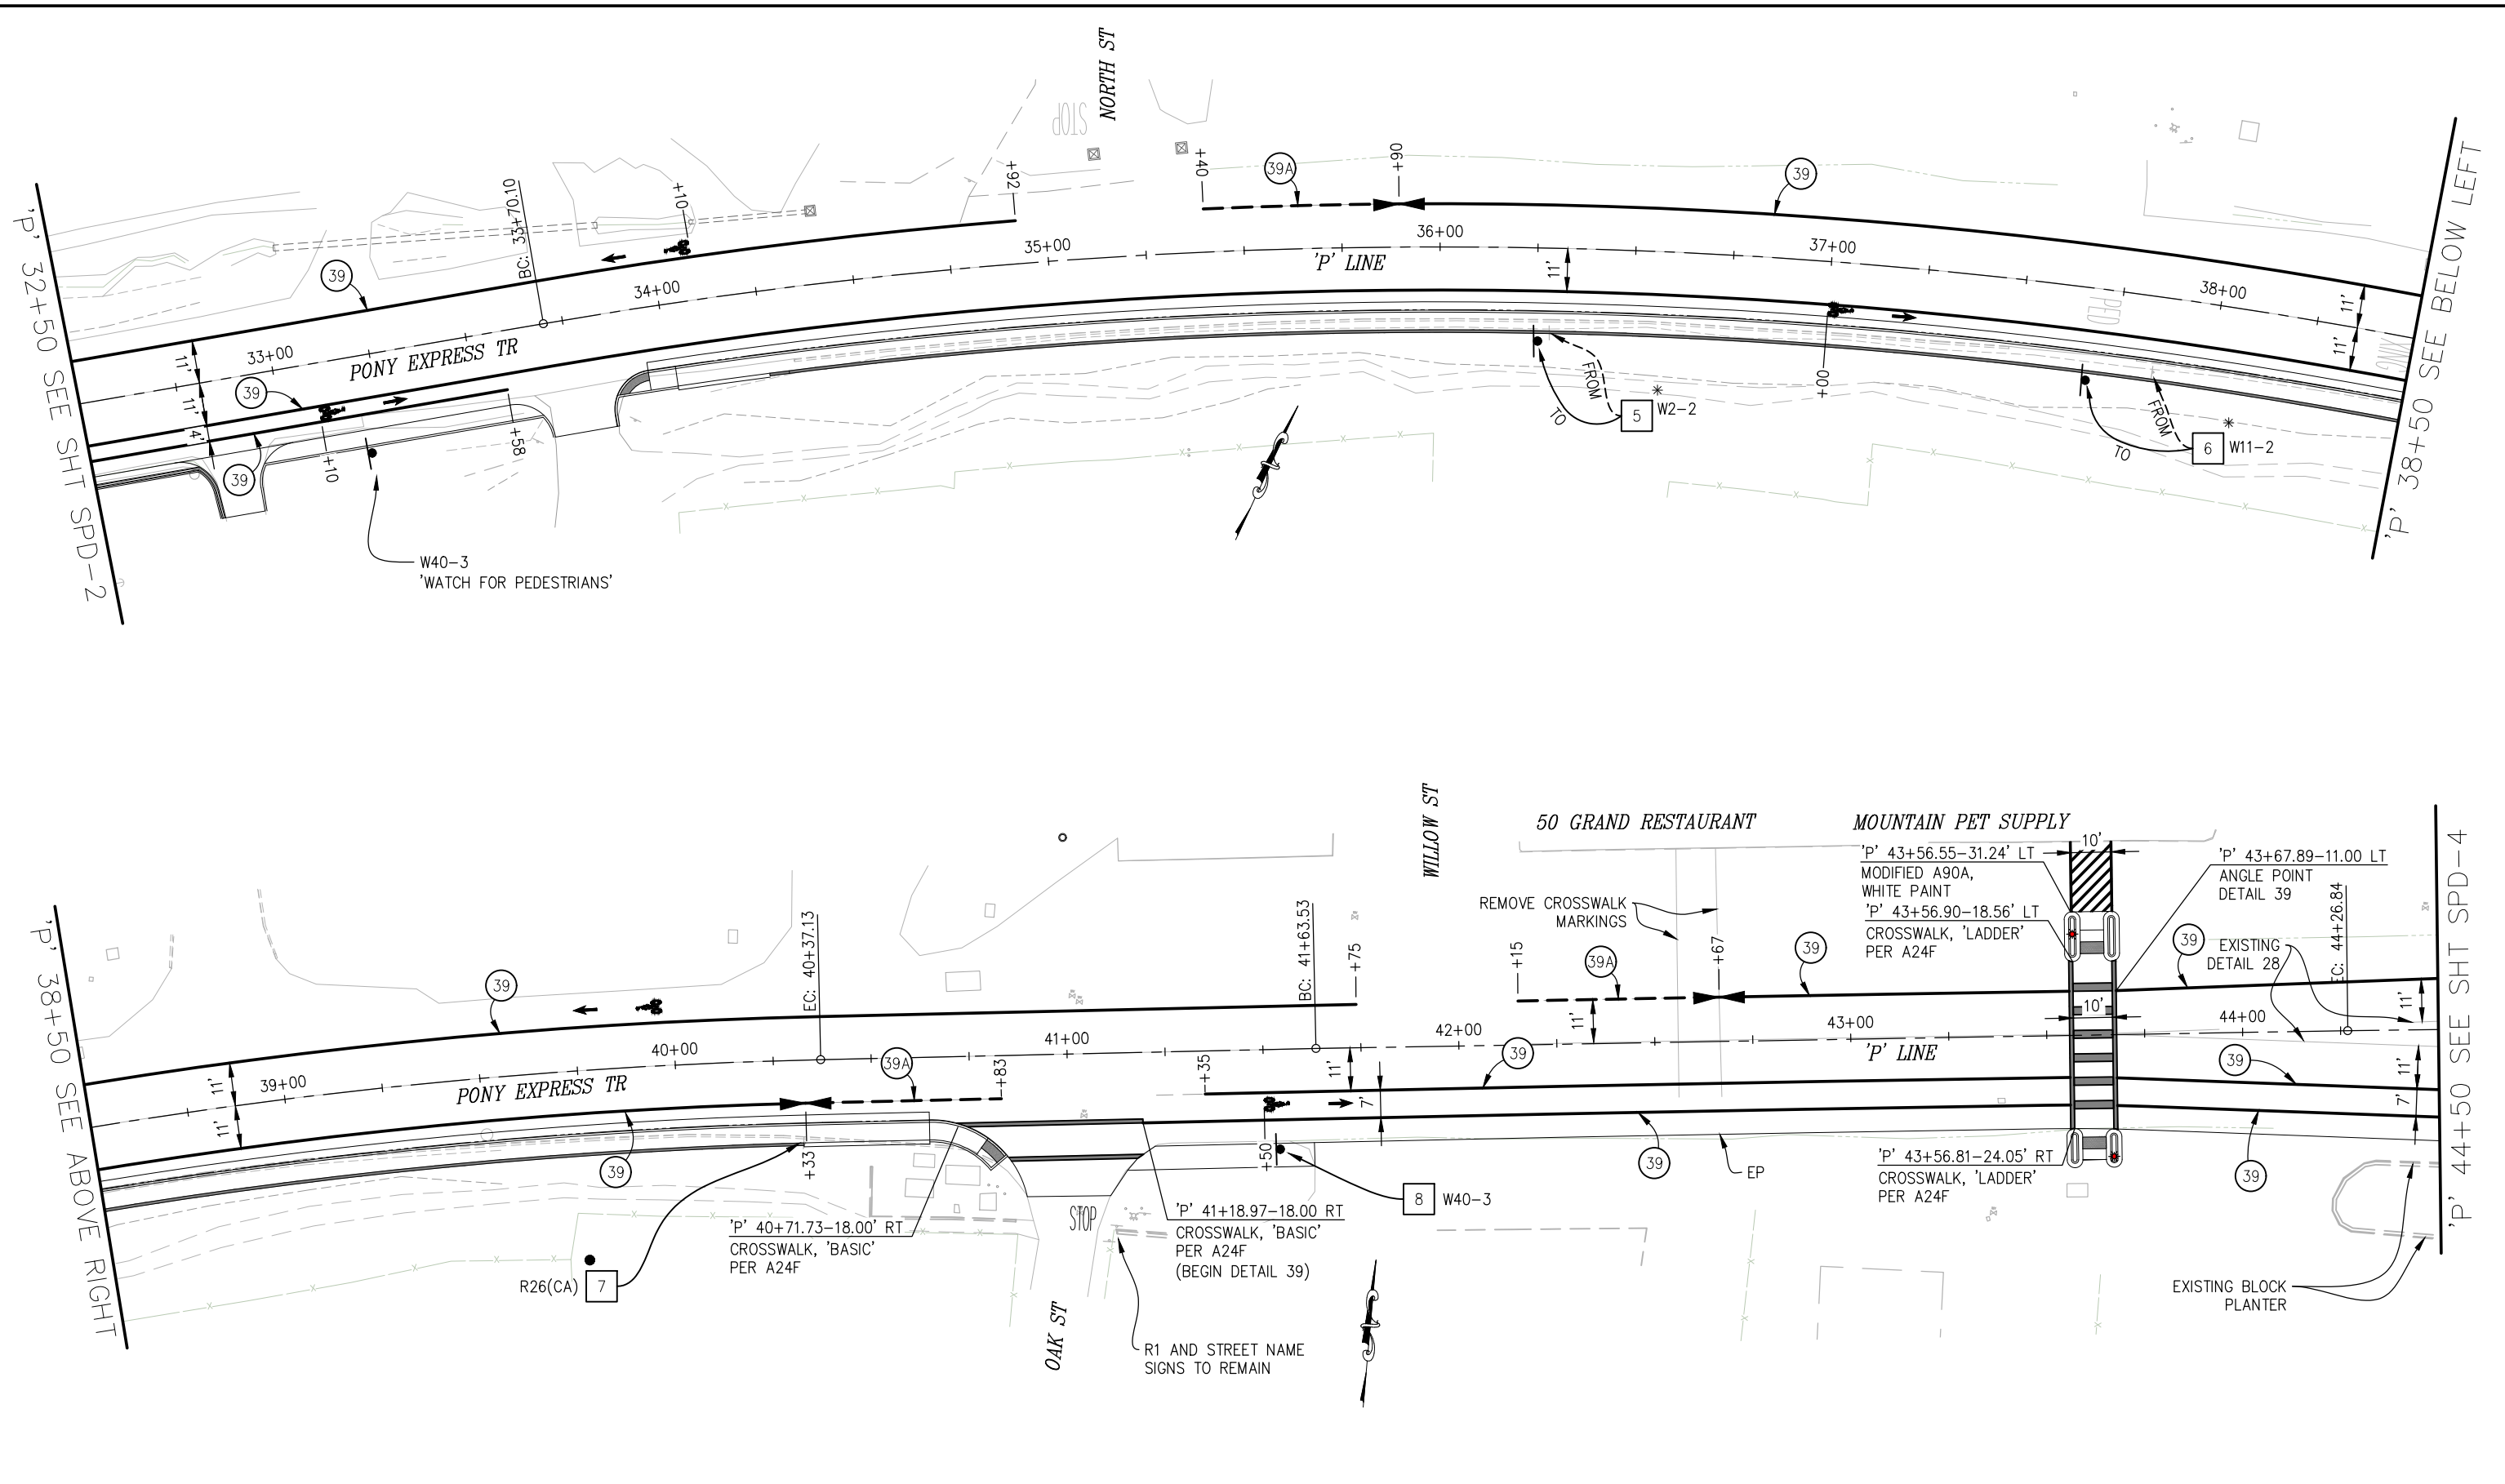 NORTH ST
STOP
'P' 32+50 SEE SHT SPD-2
39
BC: 33+70.10
+10
+92
+40
39A
+90
39
'P' 38+50 SEE BELOW LEFT
33+00
34+00
35+00
36+00
37+00
38+00
PONY EXPRESS TR
'P' LINE
11'
11'
4'
11'
11'
11'
39
39
+10
+58
W40-3
'WATCH FOR PEDESTRIANS'
FROM
TO
5
W2-2
*
+00
FROM
TO
6
W11-2
*
PED
WILLOW ST
50 GRAND RESTAURANT
MOUNTAIN PET SUPPLY
'P' 38+50 SEE ABOVE RIGHT
39
EC: 40+37.13
BC: 41+63.53
+75
+15
REMOVE CROSSWALK
MARKINGS
39A
+67
39
'P' 43+56.55-31.24' LT
MODIFIED A90A,
WHITE PAINT
'P' 43+56.90-18.56' LT
CROSSWALK, 'LADDER'
PER A24F
10'
10'
'P' 43+67.89-11.00 LT
ANGLE POINT
DETAIL 39
39
EXISTING
DETAIL 28
EC: 44+26.84
'P' 44+50 SEE SHT SPD-4
39+00
40+00
41+00
42+00
43+00
44+00
PONY EXPRESS TR
'P' LINE
39A
+83
+35
39
11'
11'
11'
7'
11'
11'
11'
7'
39
+33
39
39
39
39
+50
8
W40-3
EP
R26(CA)
7
'P' 40+71.73-18.00' RT
CROSSWALK, 'BASIC'
PER A24F
STOP
'P' 41+18.97-18.00 RT
CROSSWALK, 'BASIC'
PER A24F
(BEGIN DETAIL 39)
'P' 43+56.81-24.05' RT
CROSSWALK, 'LADDER'
PER A24F
OAK ST
R1 AND STREET NAME
SIGNS TO REMAIN
EXISTING BLOCK
PLANTER